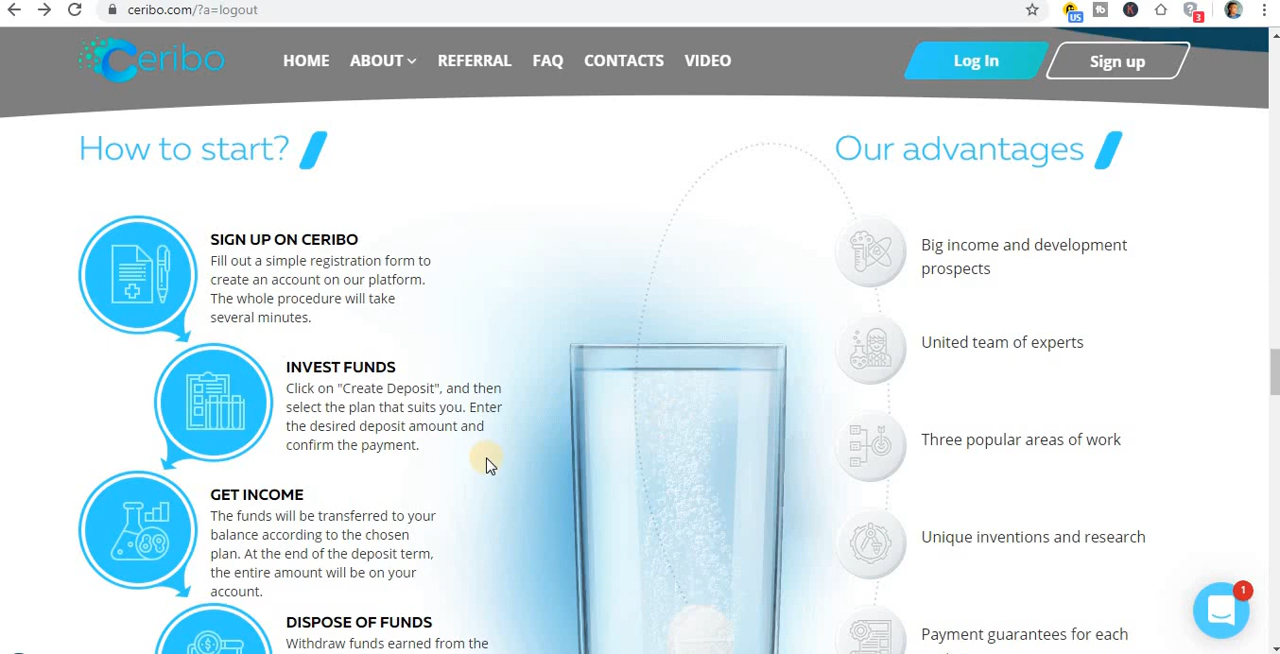 ceribo.com/?a=logout
US
K
3
Ceribo
HOME
ABOUT
REFERRAL
FAQ
CONTACTS
VIDEO
Log In
Sign up
How to start?
SIGN UP ON CERIBO
Fill out a simple registration form to
create an account on our platform.
The whole procedure will take
several minutes.
INVEST FUNDS
Click on "Create Deposit", and then
select the plan that suits you. Enter
the desired deposit amount and
confirm the payment.
GET INCOME
The funds will be transferred to your
balance according to the chosen
plan. At the end of the deposit term,
the entire amount will be on your
account.
DISPOSE OF FUNDS
Withdraw funds earned from the
Our advantages
Big income and development
prospects
United team of experts
Three popular areas of work
Unique inventions and research
Payment guarantees for each
1